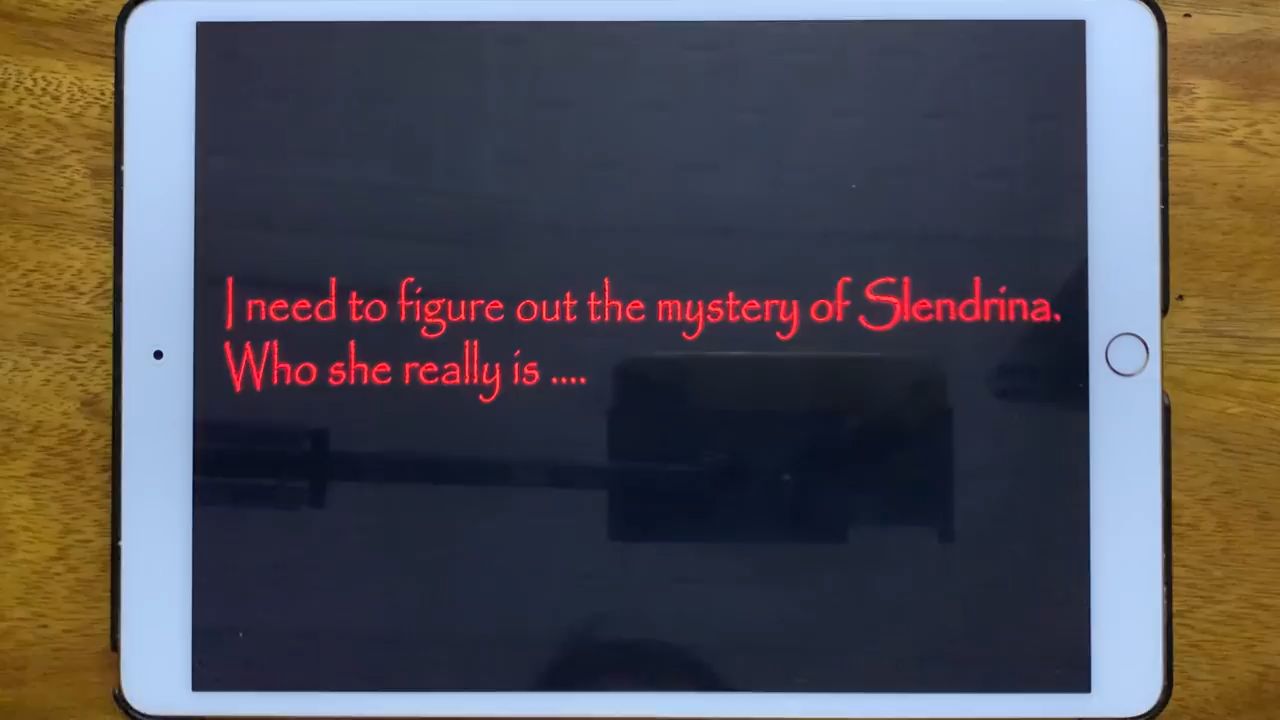 I need to figure out the mystery of Slendrina.
Who she really is ....